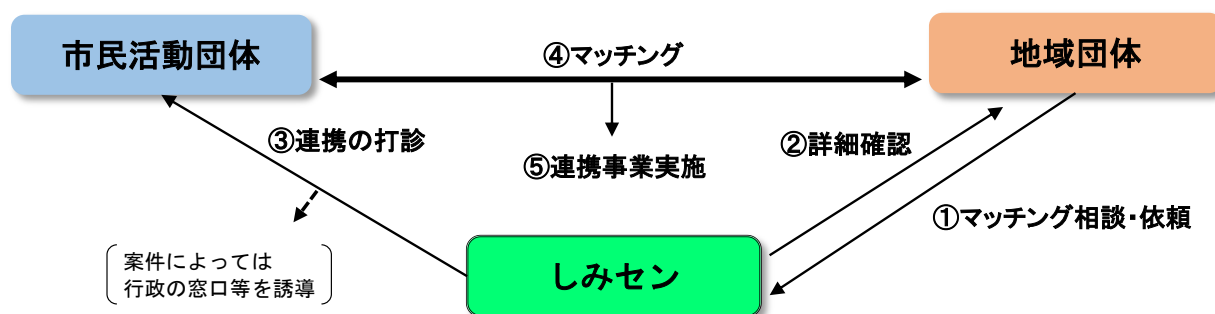 市民活動団体
④マッチング
地域団体
③連携の打診
②詳細確認
⑤連携事業実施
①マッチング相談・依頼
案件によっては
行政の窓口等を誘導
しみセン